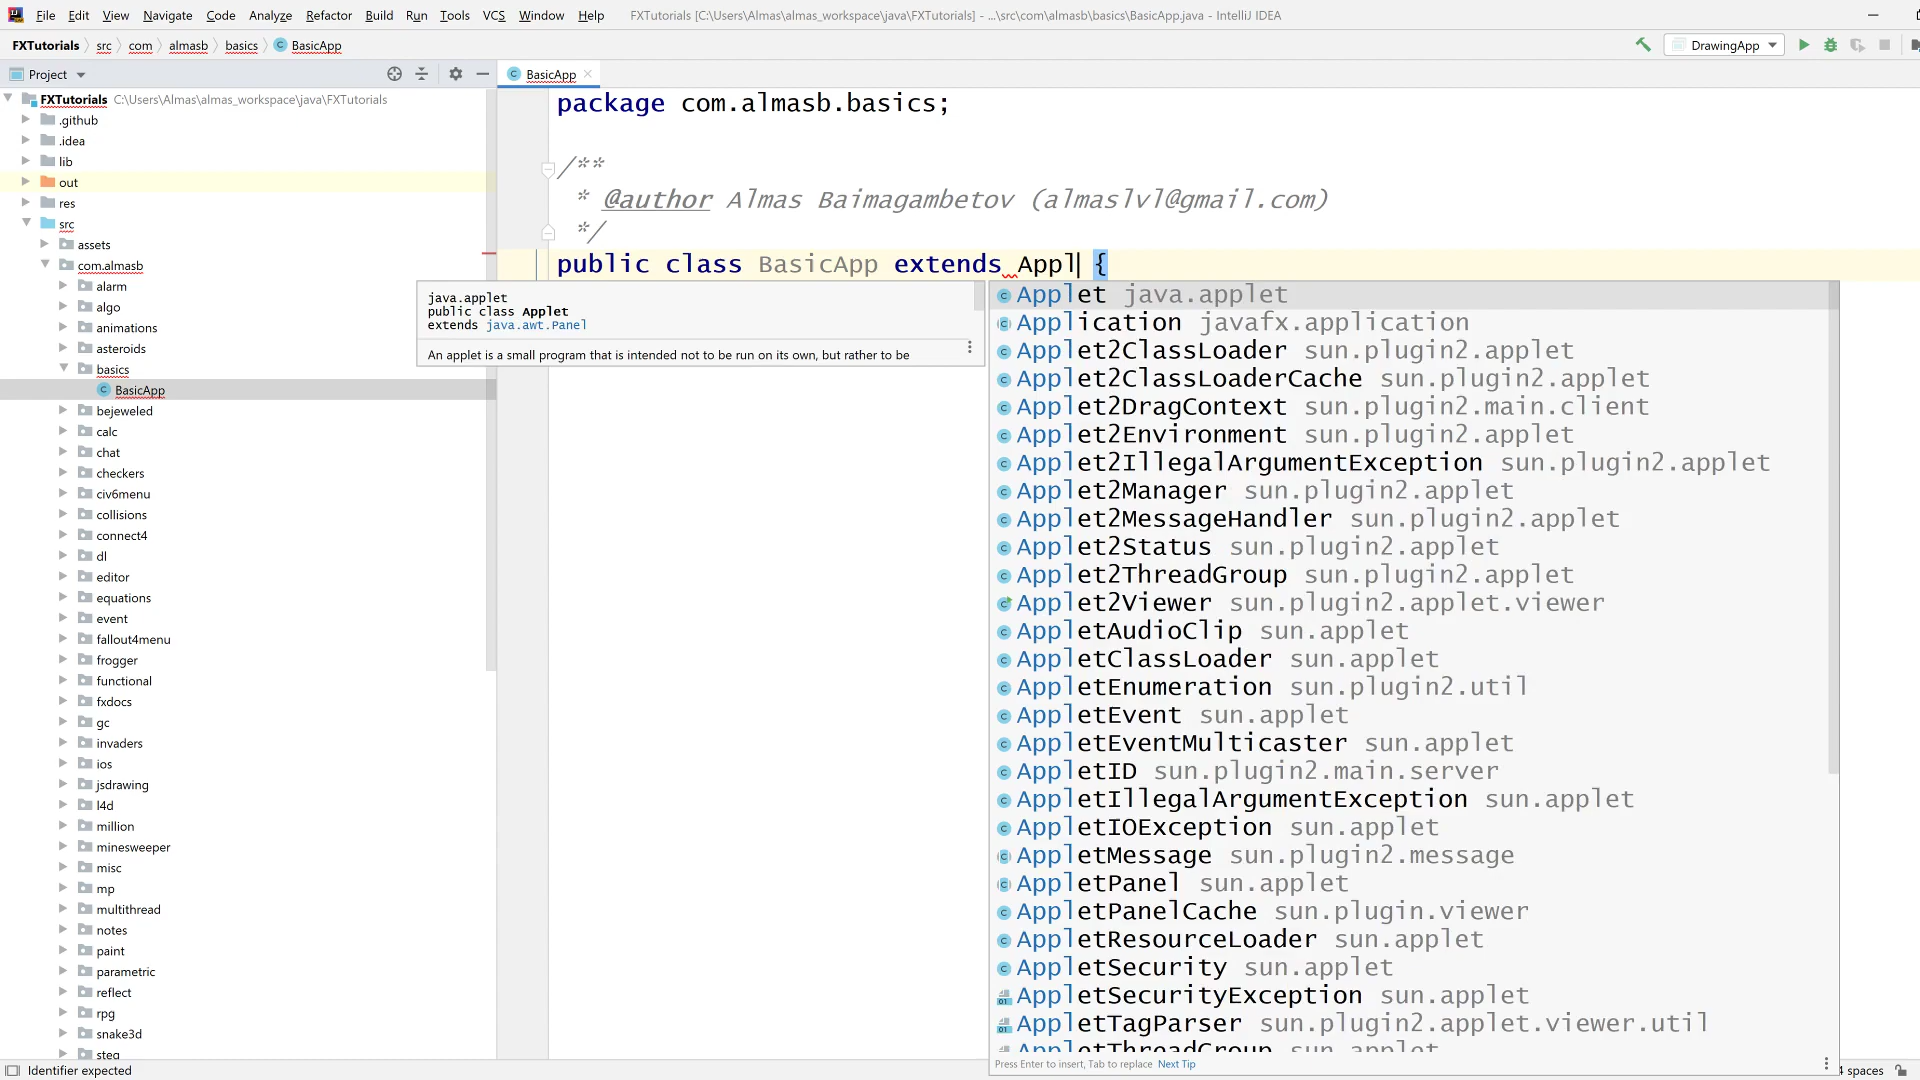 File Edit View Navigate Code Analyze Refactor Build Run Tools VCS Window Help FXTutorials [C:\Users\Almas\almas_workspace\java\FXTutorials] - ...\src\com\almasb\basics\BasicApp.java - IntelliJ IDEA
FXTutorials src com almasb basics BasicApp DrawingApp
Project
BasicApp
FXTutorials C:\Users\Almas\almas_workspace\java\FXTutorials
.github
.idea
lib
out
res
src
assets
com.almasb
alarm
algo
animations
asteroids
basics
BasicApp
bejeweled
calc
chat
checkers
civ6menu
collisions
connect4
dl
editor
equations
event
fallout4menu
frogger
functional
fxdocs
gc
invaders
ios
jsdrawing
l4d
million
minesweeper
misc
mp
multithread
notes
paint
parametric
reflect
rpg
snake3d
steg
package com.almasb.basics;
/**
* @author Almas Baimagambetov (almaslvl@gmail.com)
*/
public class BasicApp extends Appl {
java.applet
public class Applet
extends java.awt.Panel
An applet is a small program that is intended not to be run on its own, but rather to be
Applet java.applet
Application javafx.application
Applet2ClassLoader sun.plugin2.applet
Applet2ClassLoaderCache sun.plugin2.applet
Applet2DragContext sun.plugin2.main.client
Applet2Environment sun.plugin2.applet
Applet2IllegalArgumentException sun.plugin2.applet
Applet2Manager sun.plugin2.applet
Applet2MessageHandler sun.plugin2.applet
Applet2Status sun.plugin2.applet
Applet2ThreadGroup sun.plugin2.applet
Applet2Viewer sun.plugin2.applet.viewer
AppletAudioClip sun.applet
AppletClassLoader sun.applet
AppletEnumeration sun.plugin2.util
AppletEvent sun.applet
AppletEventMulticaster sun.applet
AppletID sun.plugin2.main.server
AppletIllegalArgumentException sun.applet
AppletIOException sun.applet
AppletMessage sun.plugin2.message
AppletPanel sun.applet
AppletPanelCache sun.plugin.viewer
AppletResourceLoader sun.applet
AppletSecurity sun.applet
AppletSecurityException sun.applet
AppletTagParser sun.plugin2.applet.viewer.util
AppletThreadGroup sun.applet
Press Enter to insert, Tab to replace Next Tip
Identifier expected
4 spaces